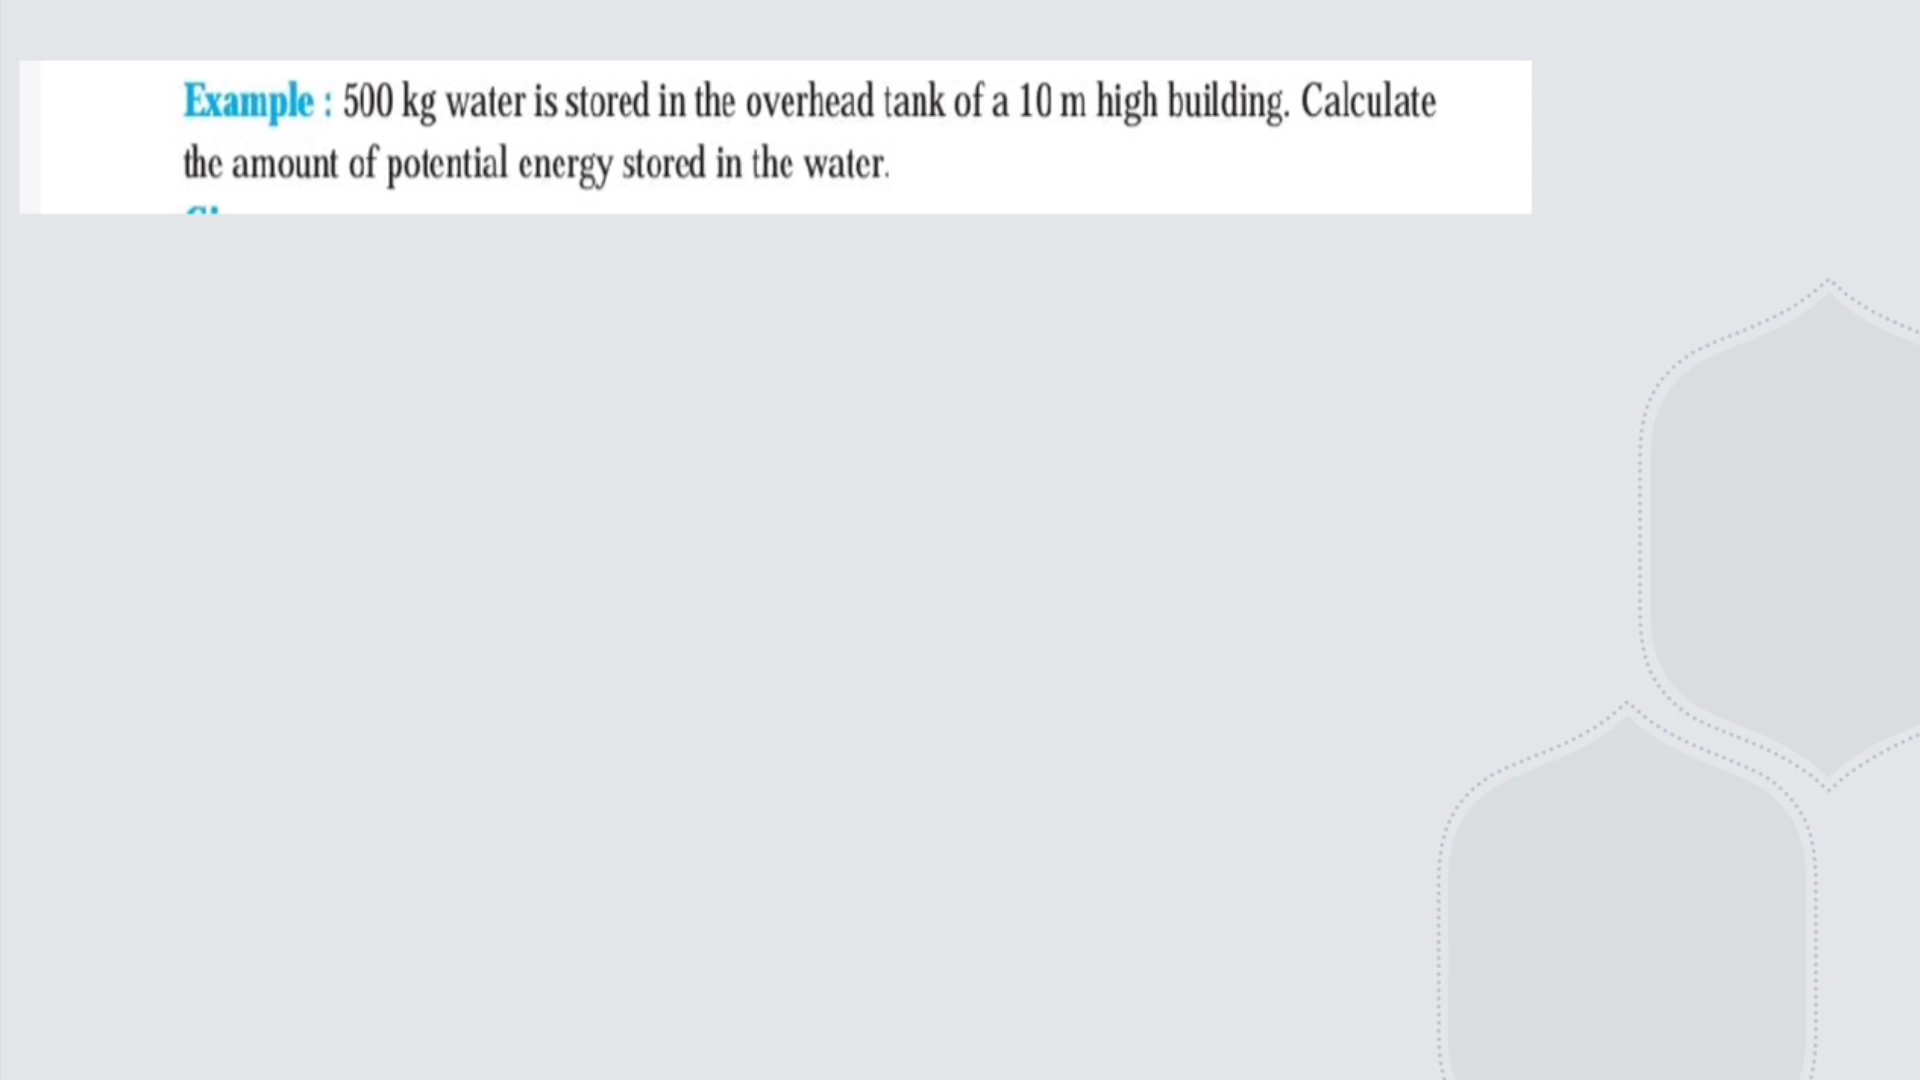 Example : 500 kg water is stored in the overhead tank of a 10 m high building. Calculate
the amount of potential energy stored in the water.